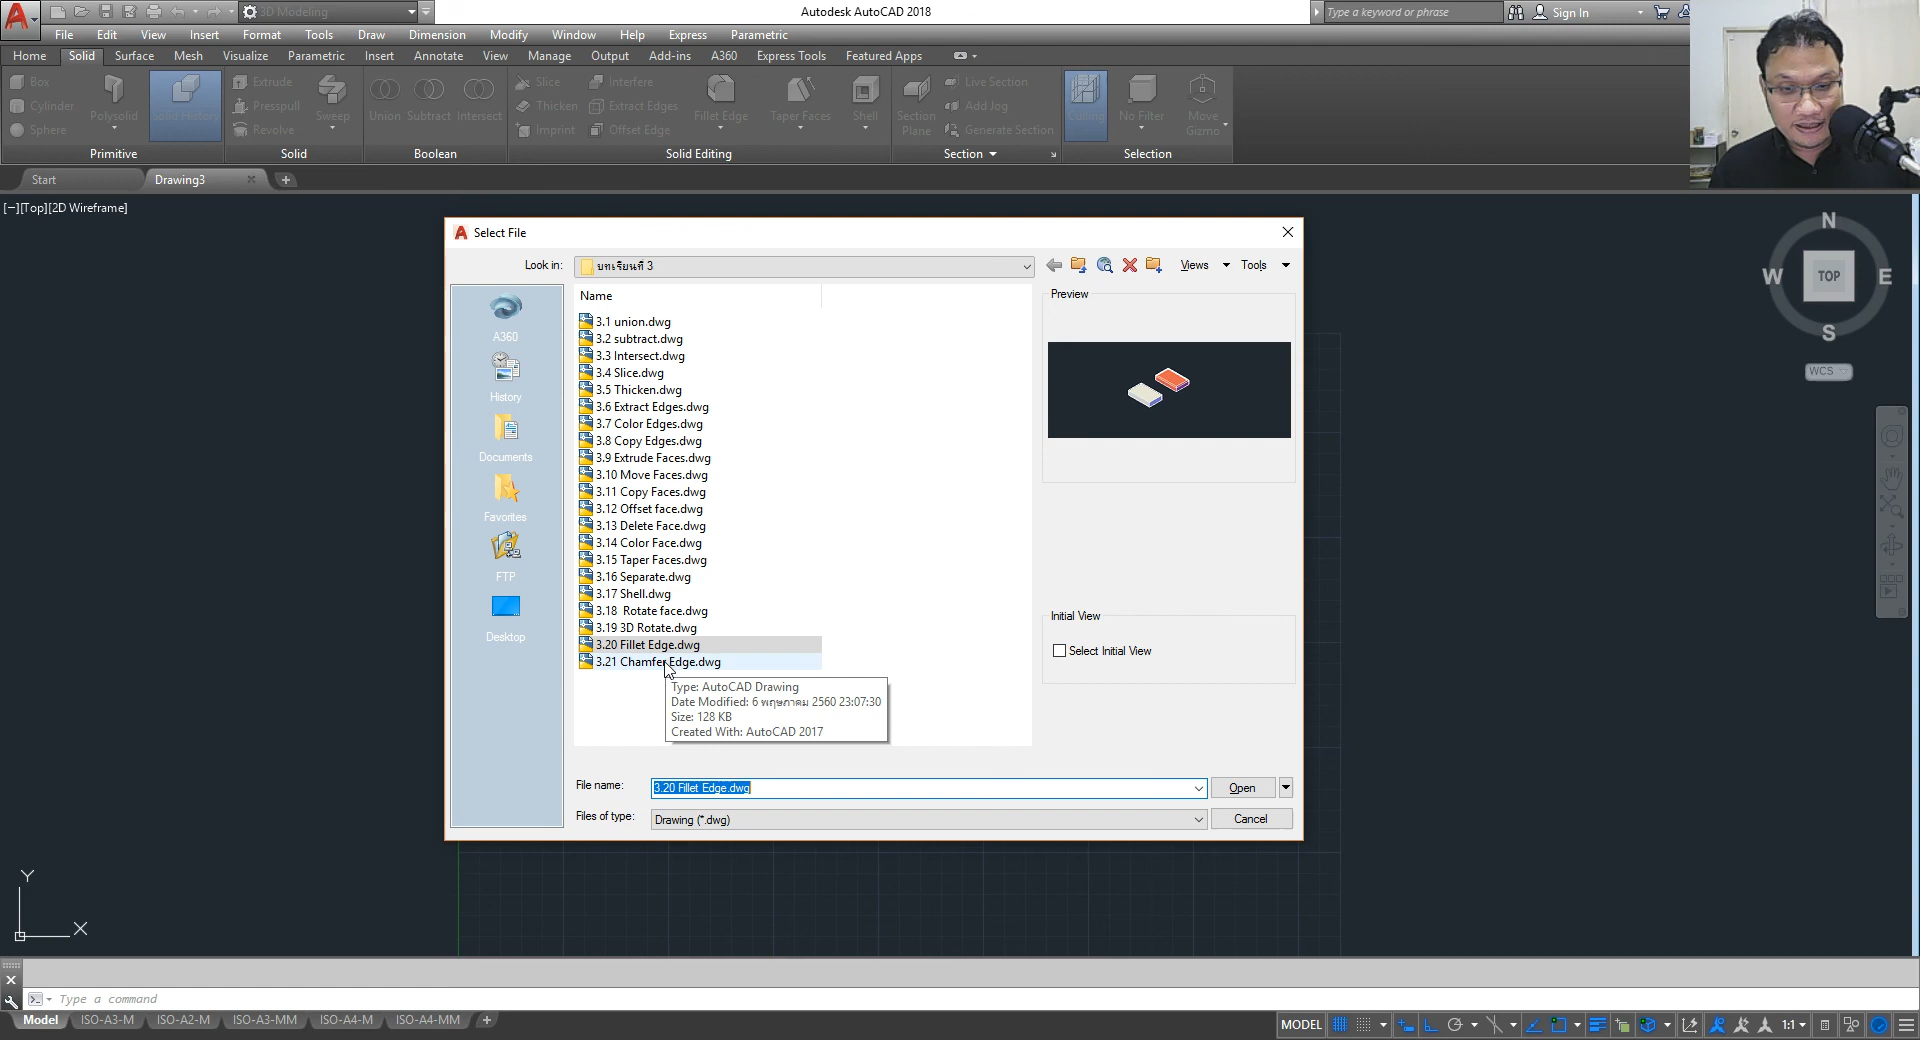 3D Modeling
Autodesk AutoCAD 2018
Type a keyword or phrase
Sign In
File Edit View Insert Format Tools Draw Dimension Modify Window Help Express Parametric
Home Solid Surface Mesh Visualize Parametric Insert Annotate View Manage Output Add-ins A360 Express Tools Featured Apps
Box
Cylinder
Sphere
Polysolid
Solid History
Extrude
Presspull
Revolve
Sweep
Union Subtract Intersect
Slice
Thicken
Imprint
Interfere
Extract Edges
Offset Edge
Fillet Edge
Taper Faces
Shell
Section
Plane
Live Section
Add Jog
Generate Section
Culling
No Filter
Move
Gizmo
Primitive Solid Boolean Solid Editing Section Selection
Start Drawing3
[−][Top][2D Wireframe]
N
W TOP E
S
WCS
Select File
Look in: บทเรียนที่ 3
Views Tools
A360
History
Documents
Favorites
FTP
Desktop
Name
3.1 union.dwg
3.2 subtract.dwg
3.3 Intersect.dwg
3.4 Slice.dwg
3.5 Thicken.dwg
3.6 Extract Edges.dwg
3.7 Color Edges.dwg
3.8 Copy Edges.dwg
3.9 Extrude Faces.dwg
3.10 Move Faces.dwg
3.11 Copy Faces.dwg
3.12 Offset face.dwg
3.13 Delete Face.dwg
3.14 Color Face.dwg
3.15 Taper Faces.dwg
3.16 Separate.dwg
3.17 Shell.dwg
3.18 Rotate face.dwg
3.19 3D Rotate.dwg
3.20 Fillet Edge.dwg
3.21 Chamfer Edge.dwg
Type: AutoCAD Drawing
Date Modified: 6 พฤษภาคม 2560 23:07:30
Size: 128 KB
Created With: AutoCAD 2017
Preview
Initial View
Select Initial View
File name: 3.20 Fillet Edge.dwg Open
Files of type: Drawing (*.dwg) Cancel
Y
X
Type a command
Model ISO-A3-M ISO-A2-M ISO-A3-MM ISO-A4-M ISO-A4-MM
MODEL 1:1